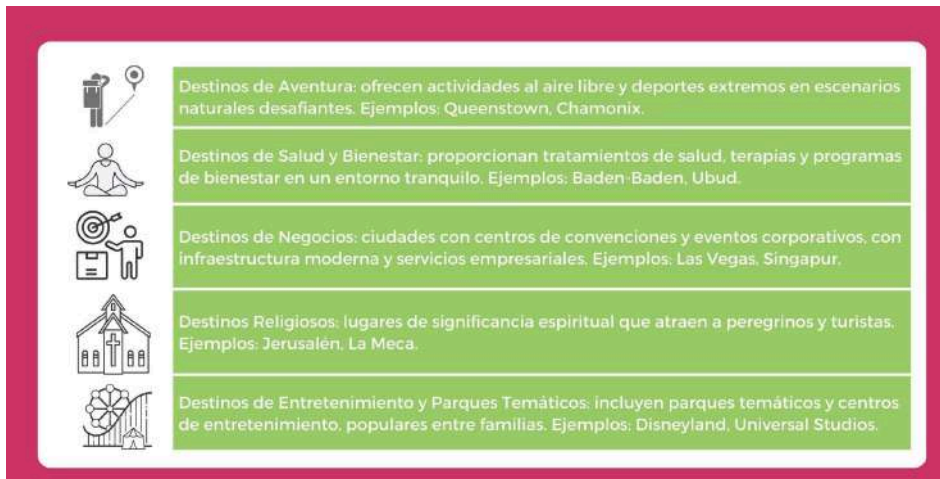 Destinos de Aventura: ofrecen actividades al aire libre y deportes extremos en escenarios
naturales desafiantes. Ejemplos: Queenstown, Chamonix.
Destinos de Salud y Bienestar: proporcionan tratamientos de salud, terapias y programas
de bienestar en un entorno tranquilo. Ejemplos: Baden-Baden, Ubud.
Destinos de Negocios: ciudades con centros de convenciones y eventos corporativos, con
infraestructura moderna y servicios empresariales. Ejemplos: Las Vegas, Singapur.
Destinos Religiosos: lugares de significancia espiritual que atraen a peregrinos y turistas.
Ejemplos: Jerusalén, La Meca.
Destinos de Entretenimiento y Parques Temáticos: incluyen parques temáticos y centros
de entretenimiento, populares entre familias. Ejemplos: Disneyland, Universal Studios.